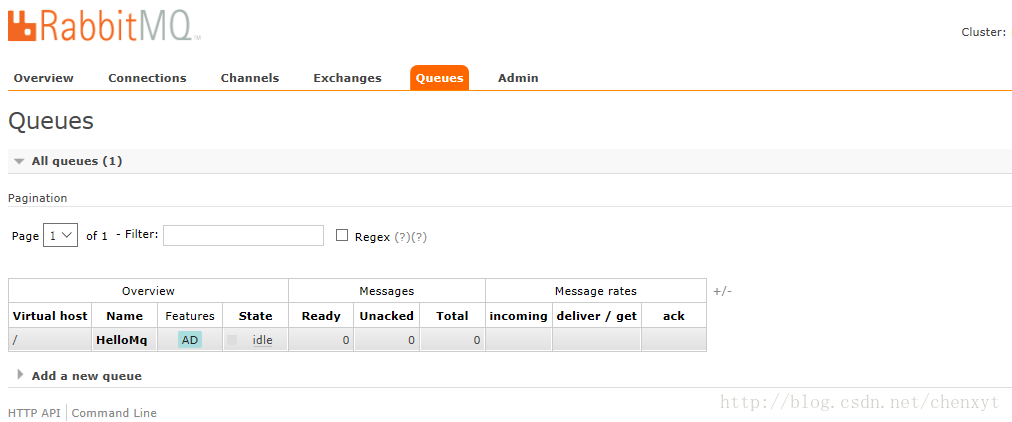 RabbitMQ TM
Cluster:
Overview Connections Channels Exchanges Queues Admin
Queues
All queues (1)
Pagination
Page 1 of 1 - Filter: Regex (?)(?)
Overview Messages Message rates +/-
Virtual host Name Features State Ready Unacked Total incoming deliver / get ack
/ HelloMq AD idle 0 0 0
Add a new queue
HTTP API Command Line
http://blog.csdn.net/chenxyt